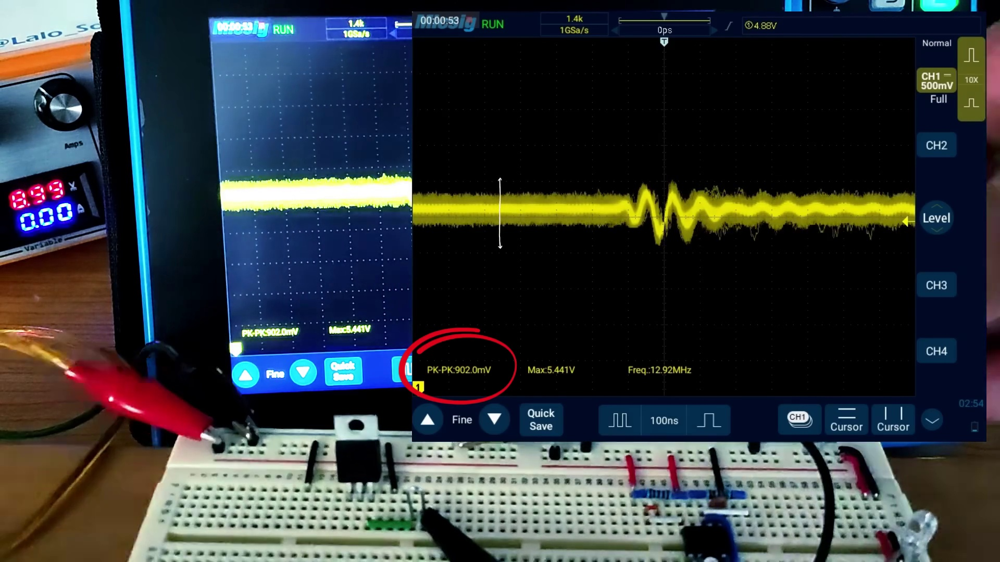 @Lalo_So
Amps
8.99 V
0.00 A
Variable
00:00:53
RUN
1.4k
1GSa/s
PK-PK:902.0mV
Max:5.441V
Fine
Quick
Save
00:00:53
RUN
1.4k
1GSa/s
0ps
T
①4.88V
Normal
CH1
500mV
Full
10X
CH2
Level
CH3
CH4
PK-PK:902.0mV
Max:5.441V
Freq.:12.92MHz
1
02:54
Fine
Quick
Save
100ns
CH1
Cursor
Cursor